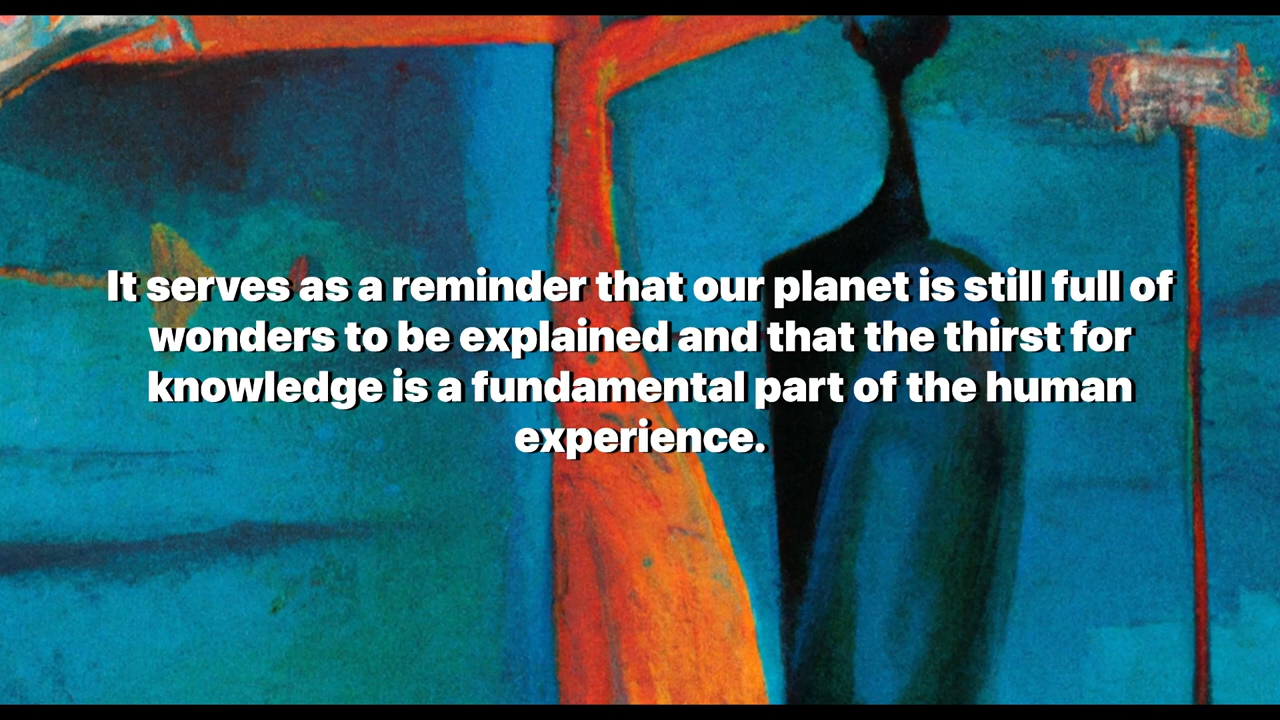 It serves as a reminder that our planet is still full of
wonders to be explained and that the thirst for
knowledge is a fundamental part of the human
experience.